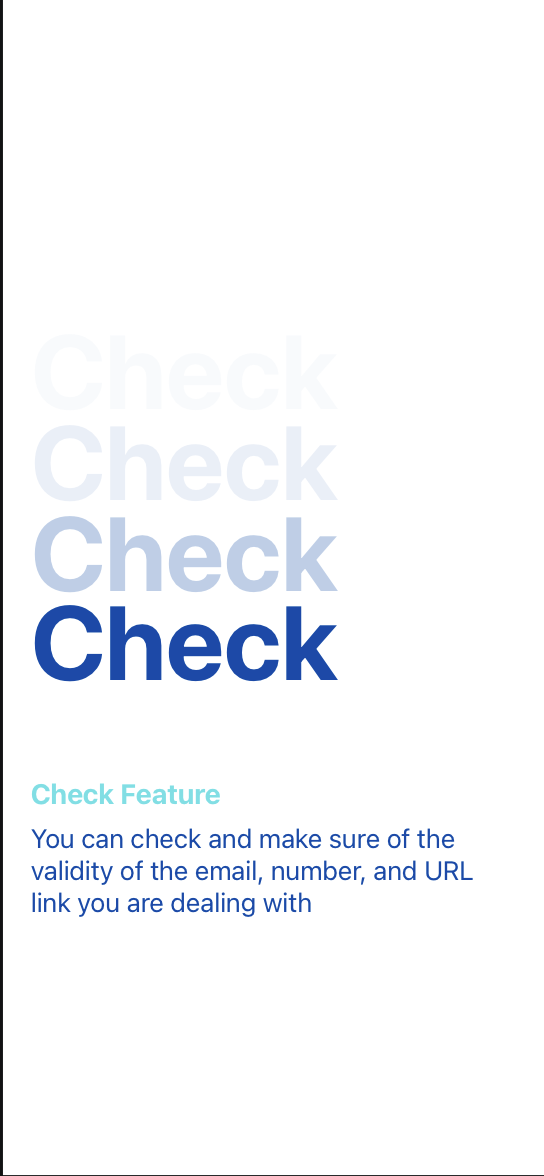 Check
Check
Check
Check
Check Feature
You can check and make sure of the
validity of the email, number, and URL
link you are dealing with